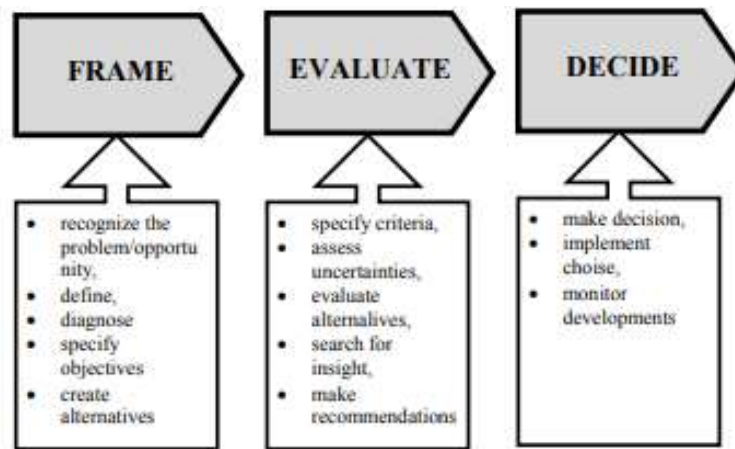 FRAME
EVALUATE
DECIDE
• recognize the
problem/opportu
nity,
• define,
• diagnose
• specify
objectives
• create
alternatives
• specify criteria,
• assess
uncertainties,
• evaluate
alternalives,
• search for
insight,
• make
recommendations
• make decision,
• implement
choise,
• monitor
developments